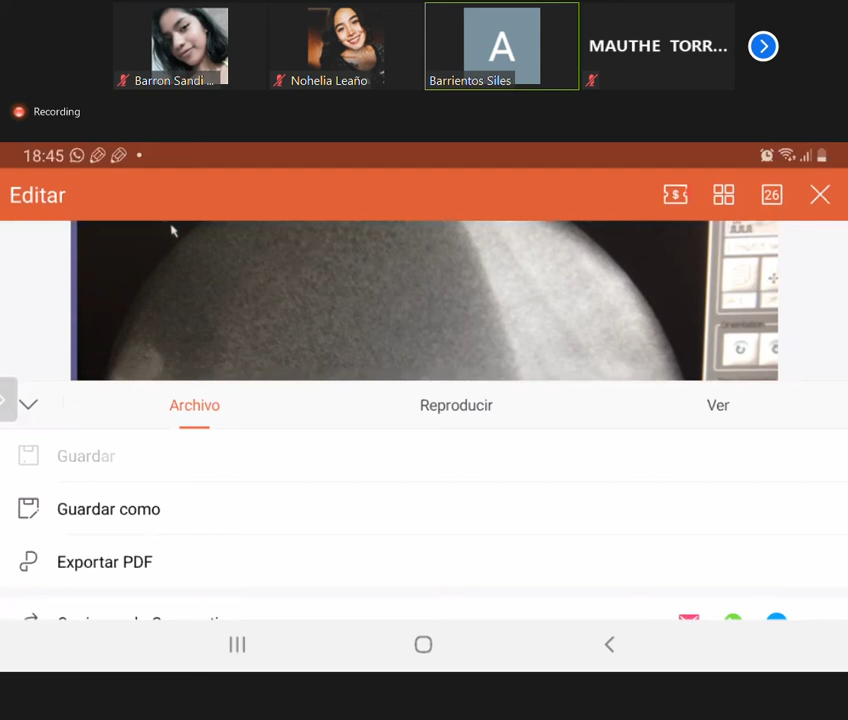 A
MAUTHE TORR...
Barron Sandi ...
Nohelia Leaño
Barrientos Siles
Recording
18:45
Editar
$
26
Archivo
Reproducir
Ver
Guardar
Guardar como
Exportar PDF